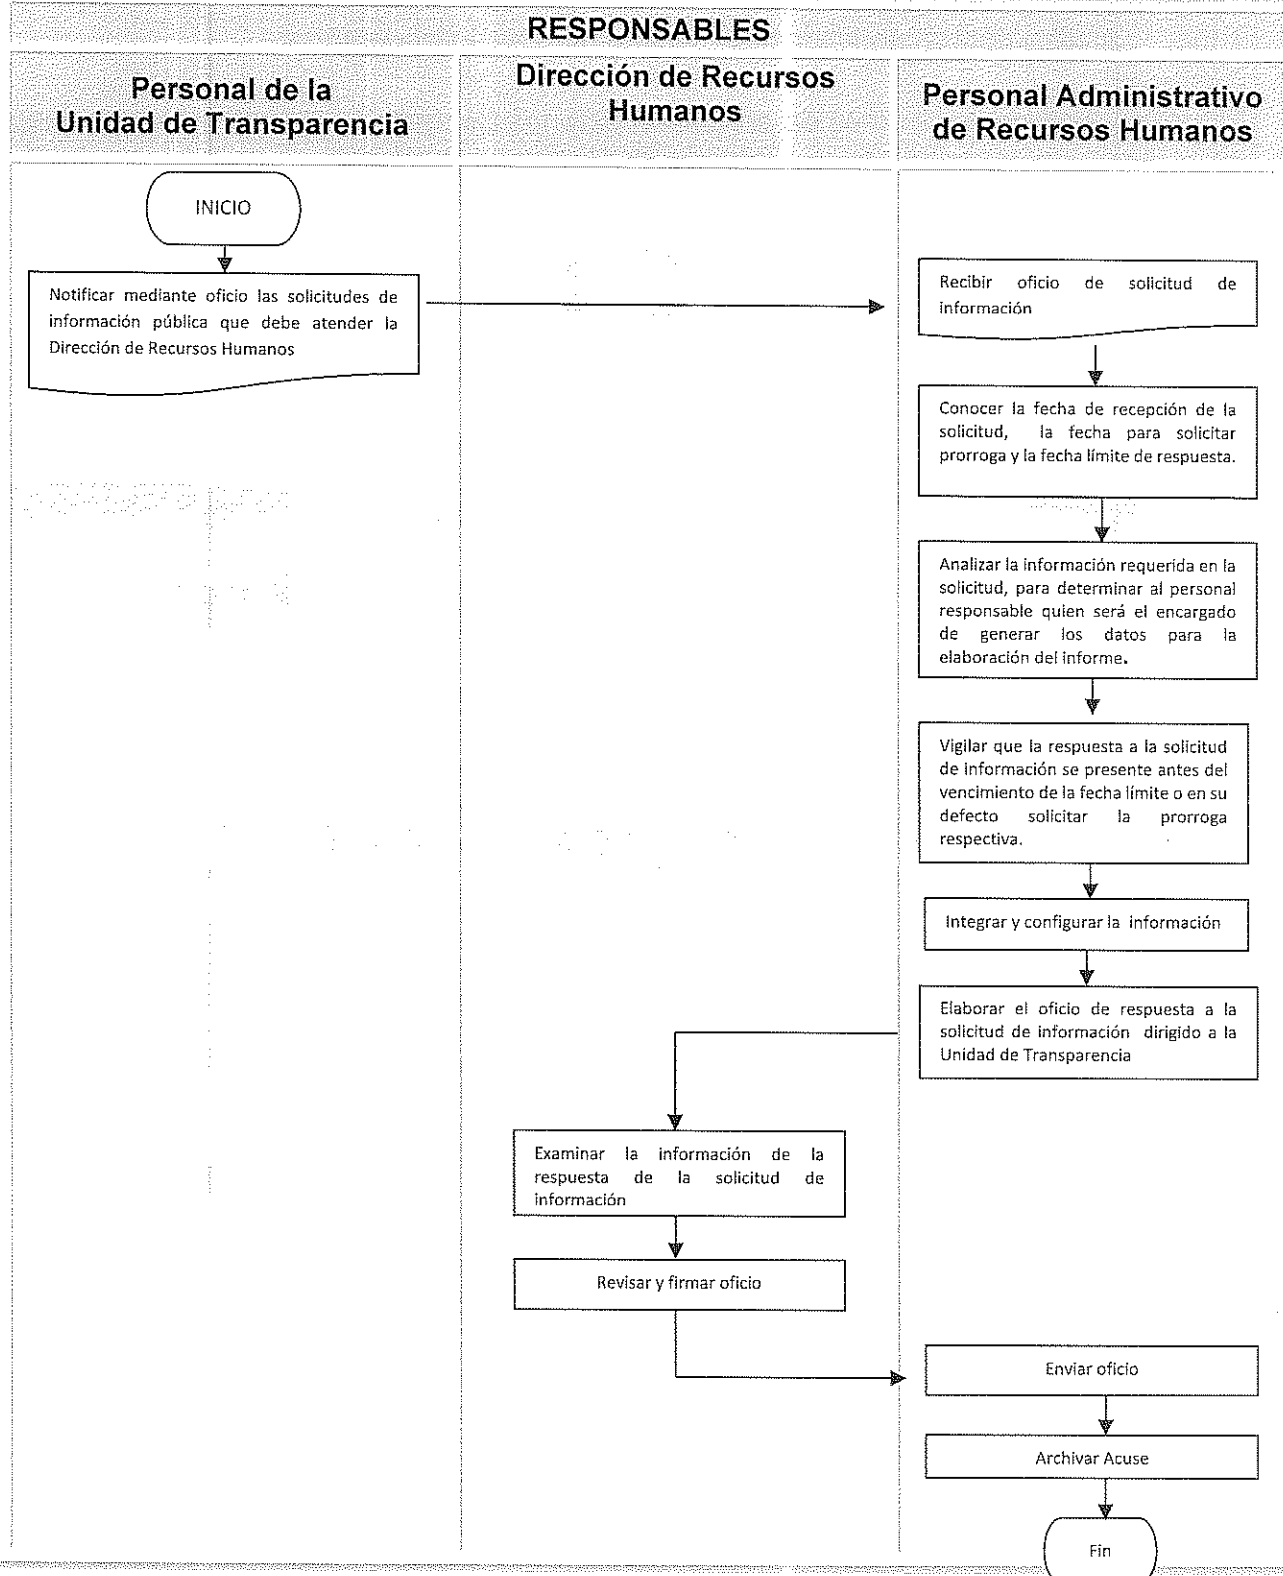 RESPONSABLES
Personal de la
Unidad de Transparencia
Dirección de Recursos
Humanos
Personal Administrativo
de Recursos Humanos
INICIO
Notificar mediante oficio las solicitudes de
información pública que debe atender la
Dirección de Recursos Humanos
Recibir oficio de solicitud de
información
Conocer la fecha de recepción de la
solicitud, la fecha para solicitar
prorroga y la fecha límite de respuesta.
Analizar la información requerida en la
solicitud, para determinar al personal
responsable quien será el encargado
de generar los datos para la
elaboración del informe.
Vigilar que la respuesta a la solicitud
de información se presente antes del
vencimiento de la fecha límite o en su
defecto solicitar la prorroga
respectiva.
Integrar y configurar la información
Elaborar el oficio de respuesta a la
solicitud de información dirigido a la
Unidad de Transparencia
Examinar la información de la
respuesta de la solicitud de
información
Revisar y firmar oficio
Enviar oficio
Archivar Acuse
Fin